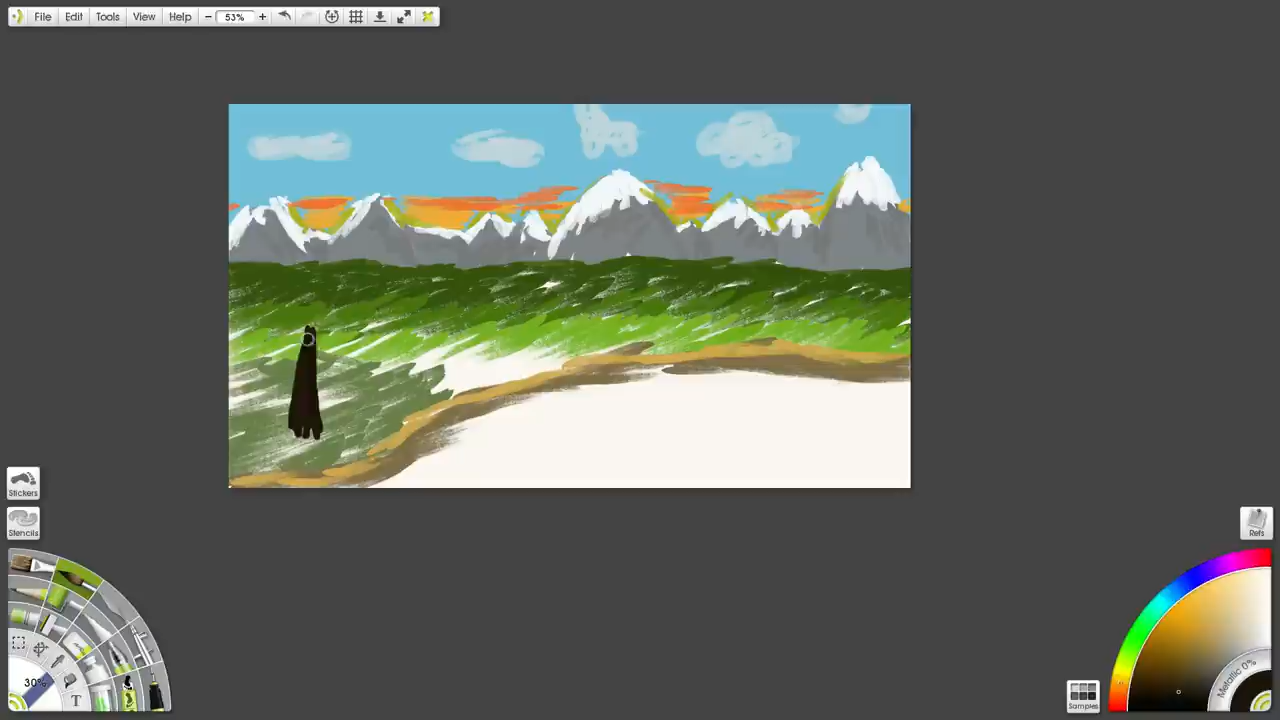 File Edit Tools View Help 53%
Stickers
Stencils
Refs
30%
T
Metallic 0%
Samples